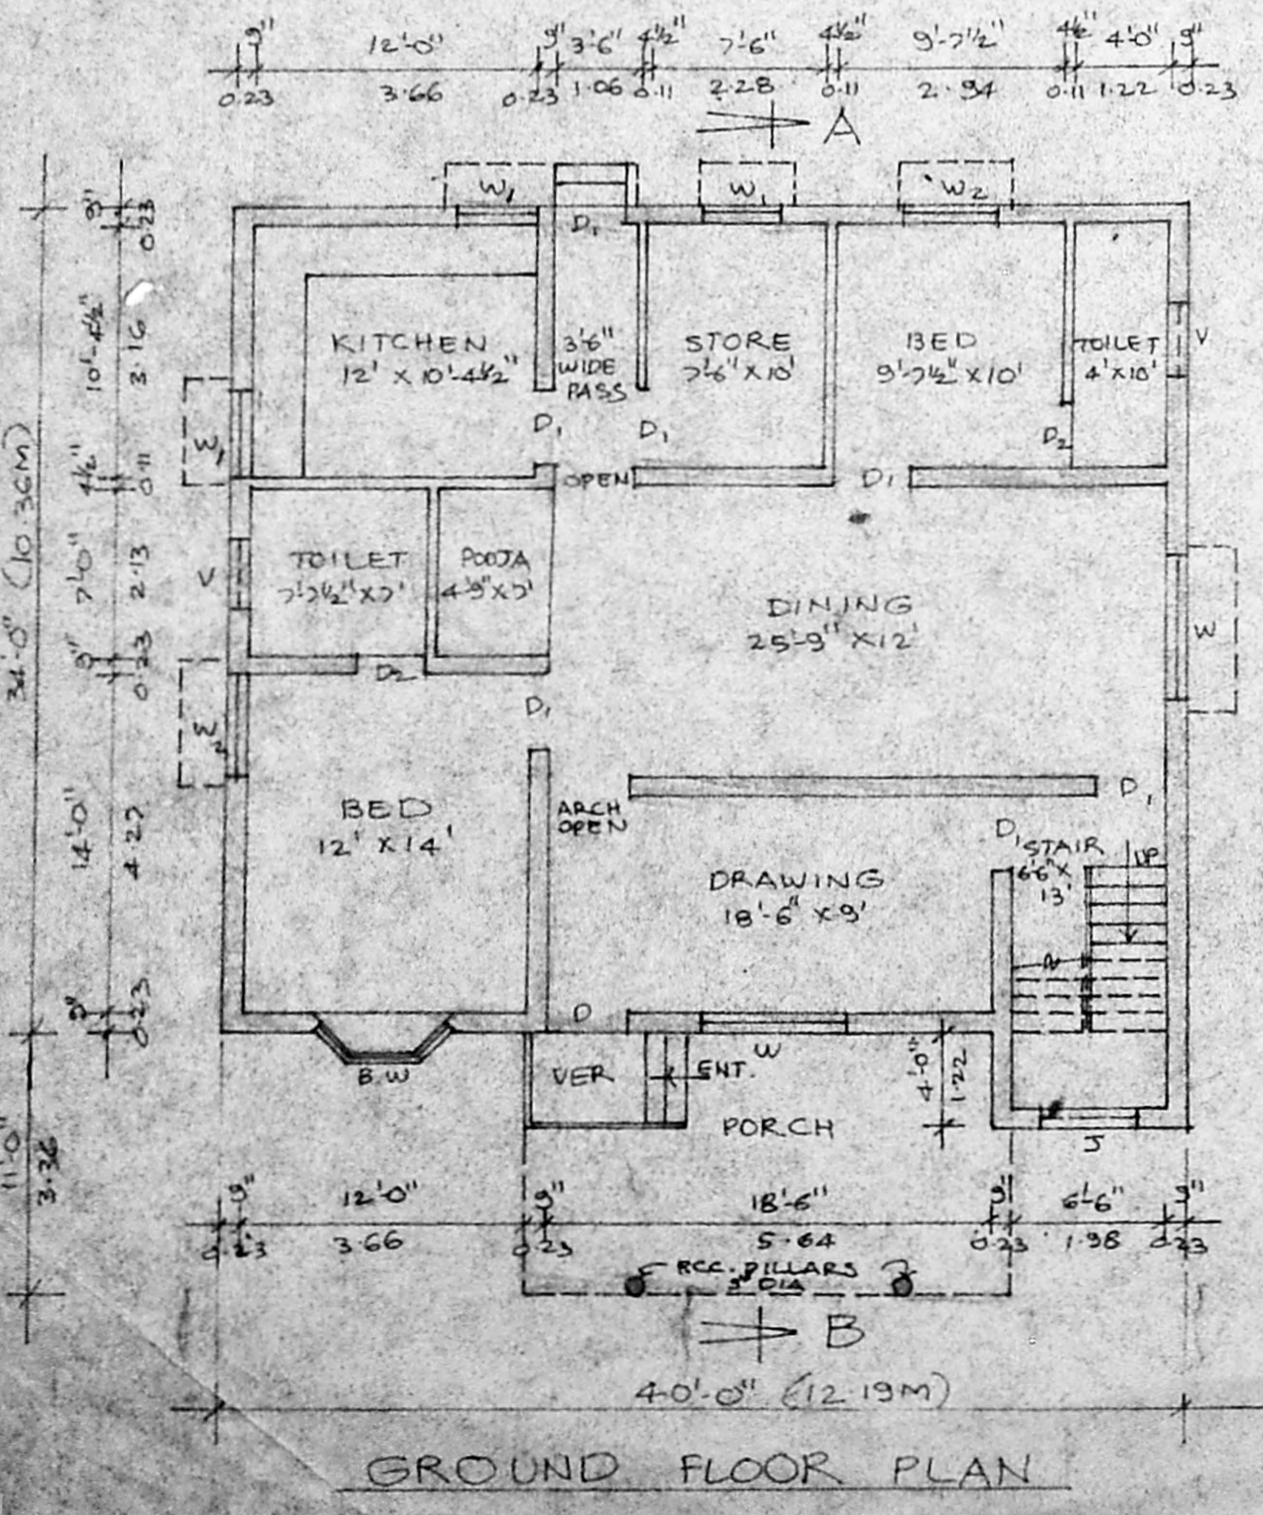 9" 12'-0" 9" 3'-6" 4½" 7'-6" 4½" 9'-7½" 4½" 4'-0" 9"
0.23 3.66 0.23 1.06 0.11 2.28 0.11 2.94 0.11 1.22 0.23
A
W1 W1 W2
D1
9" 0.23
10'-4½" 3.16
KITCHEN
12' X 10'-4½"
3'-6"
WIDE
PASS
STORE
7'-6" X 10'
BED
9'-7½" X 10'
TOILET
4' X 10'
V
W1
D1 D1 D2
4½" 0.11
OPEN D1
34'-0" (10.36M)
7'-0" 2.13
V
TOILET
7'-7½" X 7'
POOJA
4'-9" X 7'
DINING
25'-9" X 12'
W
9" 0.23
D2
W2
D1
14'-0" 4.27
BED
12' X 14'
ARCH
OPEN
D1
D1
STAIR
6'-6" X
13'
UP
DRAWING
18'-6" X 9'
9" 0.23
D
B.W
VER
ENT.
W
4'-0" 1.22
PORCH
J
11'-0" 3.36
9" 12'-0" 9" 18'-6" 9" 6'-6" 9"
0.23 3.66 0.23 5.64 0.23 1.98 0.23
RCC. PILLARS
9" DIA
B
40'-0" (12.19M)
GROUND FLOOR PLAN